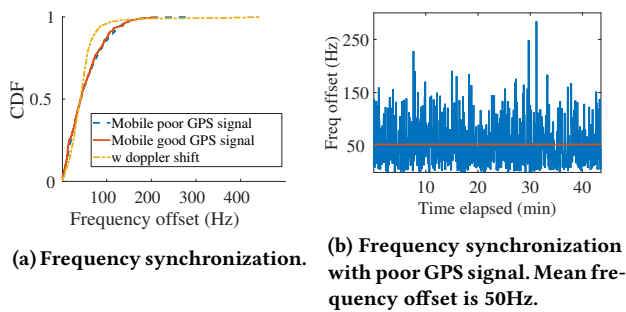 CDF
1
0.5
0
100 200 300 400
Frequency offset (Hz)
Mobile poor GPS signal
Mobile good GPS signal
w doppler shift
(a) Frequency synchronization.
Freq offset (Hz)
250
150
50
10 20 30 40
Time elapsed (min)
(b) Frequency synchronization
with poor GPS signal. Mean fre-
quency offset is 50Hz.